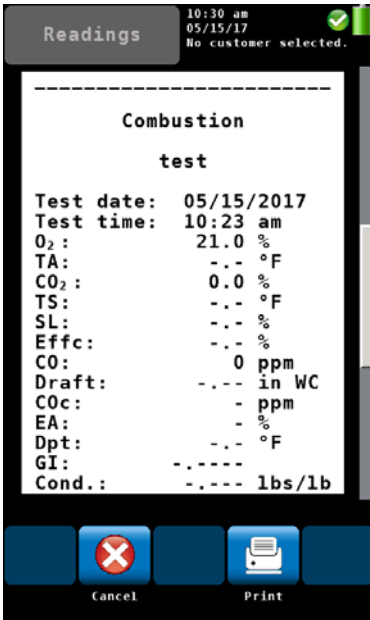 Readings
10:30 am
05/15/17
No customer selected.
------------------------
Combustion
test
Test date: 05/15/2017
Test time: 10:23 am
O₂: 21.0 %
TA: -.- °F
CO₂: 0.0 %
TS: -.- °F
SL: -.- %
Effc: -.- %
CO: 0 ppm
Draft: -.-- in WC
COc: - ppm
EA: - %
Dpt: -.- °F
GI: -.----
Cond.: -.--- lbs/lb
Cancel
Print